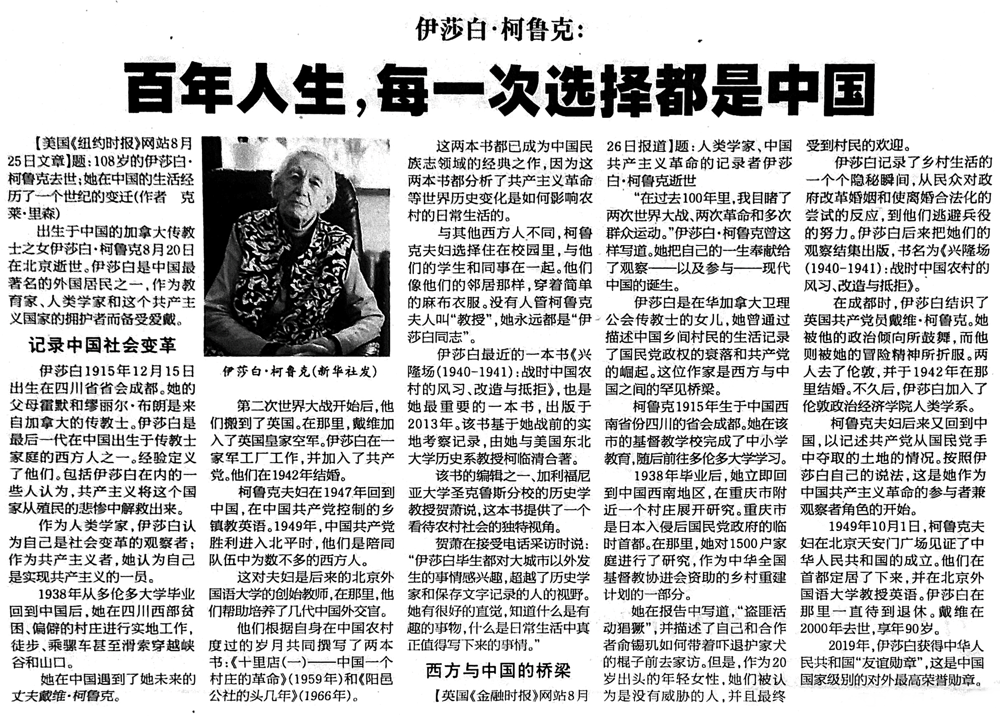 伊莎白·柯鲁克：
百年人生，每一次选择都是中国
【美国《纽约时报》网站8月
25日文章】题：108岁的伊莎白·
柯鲁克去世；她在中国的生活经
历了一个世纪的变迁(作者 克
莱·里森)
出生于中国的加拿大传教
士之女伊莎白·柯鲁克8月20日
在北京逝世。伊莎白是中国最
著名的外国居民之一，作为教
育家、人类学家和这个共产主
义国家的拥护者而备受爱戴。
记录中国社会变革
伊莎白1915年12月15日
出生在四川省省会成都。她的
父母霍默和缪丽尔·布朗是来
自加拿大的传教士。伊莎白是
最后一代在中国出生于传教士
家庭的西方人之一。经验定义
了他们。包括伊莎白在内的一
些人认为，共产主义将这个国
家从殖民的悲惨中解救出来。
作为人类学家，伊莎白认
为自己是社会变革的观察者；
作为共产主义者，她认为自己
是实现共产主义的一员。
1938年从多伦多大学毕业
回到中国后，她在四川西部贫
困、偏僻的村庄进行实地工作，
徒步、乘骡车甚至滑索穿越峡
谷和山口。
她在中国遇到了她未来的
丈夫戴维·柯鲁克。
伊莎白·柯鲁克(新华社发)
第二次世界大战开始后，他
们搬到了英国。在那里，戴维加
入了英国皇家空军。伊莎白在一
家军工厂工作，并加入了共产
党。他们在1942年结婚。
柯鲁克夫妇在1947年回到
中国，在中国共产党控制的乡
镇教英语。1949年，中国共产党
胜利进入北平时，他们是陪同
队伍中为数不多的西方人。
这对夫妇是后来的北京外
国语大学的创始教师，在那里，他
们帮助培养了几代中国外交官。
他们根据自身在中国农村
度过的岁月共同撰写了两本
书：《十里店(一)——中国一个
村庄的革命》(1959年)和《阳邑
公社的头几年》(1966年)。
这两本书都已成为中国民
族志领域的经典之作，因为这
两本书都分析了共产主义革命
等世界历史变化是如何影响农
村的日常生活的。
与其他西方人不同，柯鲁
克夫妇选择住在校园里，与他
们的学生和同事在一起。他们
像他们的邻居那样，穿着简单
的麻布衣服。没有人管柯鲁克
夫人叫“教授”，她永远都是“伊
莎白同志”。
伊莎白最近的一本书《兴
隆场(1940-1941)：战时中国农
村的风习、改造与抵拒》，也是
她最重要的一本书，出版于
2013年。该书基于她战前的实
地考察记录，由她与美国东北
大学历史系教授柯临清合著。
该书的编辑之一、加利福尼
亚大学圣克鲁斯分校的历史学
教授贺萧说，这本书提供了一个
看待农村社会的独特视角。
贺萧在接受电话采访时说：
“伊莎白毕生都对大城市以外发
生的事情感兴趣，超越了历史学
家和保存文字记录的人的视野。
她有很好的直觉，知道什么是有
趣的事物，什么是日常生活中真
正值得写下来的事情。”
西方与中国的桥梁
【英国《金融时报》网站8月
26日报道】题：人类学家、中国
共产主义革命的记录者伊莎
白·柯鲁克逝世
“在过去100年里，我目睹了
两次世界大战、两次革命和多次
群众运动。”伊莎白·柯鲁克曾这
样写道。她把自己的一生奉献给
了观察——以及参与——现代
中国的诞生。
伊莎白是在华加拿大卫理
公会传教士的女儿，她曾通过
描述中国乡间村民的生活记录
了国民党政权的衰落和共产党
的崛起。这位作家是西方与中
国之间的罕见桥梁。
柯鲁克1915年生于中国西
南省份四川的省会成都。她在该
市的基督教学校完成了中小学
教育，随后前往多伦多大学学习。
1938年毕业后，她立即回
到中国西南地区，在重庆市附
近一个村庄展开研究。重庆市
是日本入侵后国民党政府的临
时首都。在那里，她对1500户家
庭进行了研究，作为中华全国
基督教协进会资助的乡村重建
计划的一部分。
她在报告中写道，“盗匪活
动猖獗”，并描述了自己和合作
者俞锡玑如何带着吓退护家犬
的棍子前去家访。但是，作为20
岁出头的年轻女性，她们被认
为是没有威胁的人，并且最终
受到村民的欢迎。
伊莎白记录了乡村生活的
一个个隐秘瞬间，从民众对政
府改革婚姻和使离婚合法化的
尝试的反应，到他们逃避兵役
的努力。伊莎白后来把她们的
观察结集出版，书名为《兴隆场
(1940-1941)：战时中国农村的
风习、改造与抵拒》。
在成都时，伊莎白结识了
英国共产党员戴维·柯鲁克。她
被他的政治倾向所鼓舞，而他
则被她的冒险精神所折服。两
人去了伦敦，并于1942年在那
里结婚。不久后，伊莎白加入了
伦敦政治经济学院人类学系。
柯鲁克夫妇后来又回到中
国，以记述共产党从国民党手
中夺取的土地的情况。按照伊
莎白自己的说法，这是她作为
中国共产主义革命的参与者兼
观察者角色的开始。
1949年10月1日，柯鲁克夫
妇在北京天安门广场见证了中
华人民共和国的成立。他们在
首都定居了下来，并在北京外
国语大学教授英语。伊莎白在
那里一直待到退休。戴维在
2000年去世，享年90岁。
2019年，伊莎白获得中华人
民共和国“友谊勋章”，这是中国
国家级别的对外最高荣誉勋章。